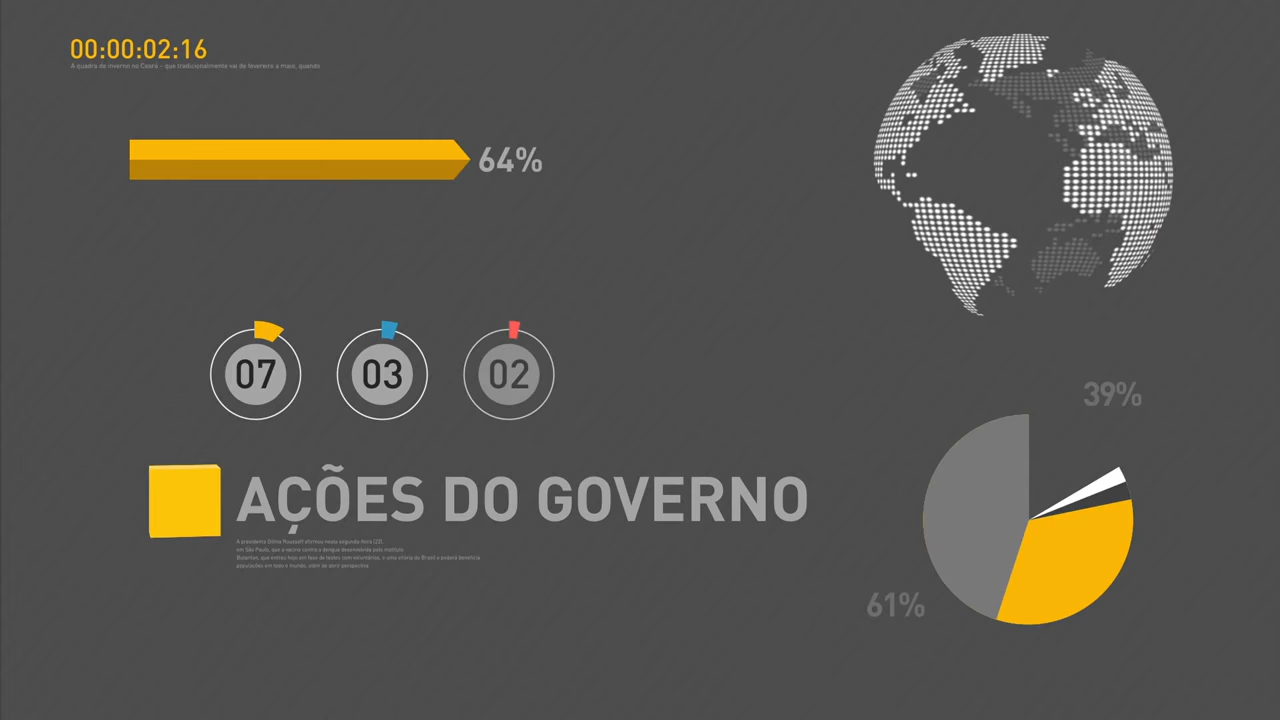 00:00:02:16
A quadra de inverno no Ceará – que tradicionalmente vai de fevereiro a maio, quando
64%
07 03 02
39%
AÇÕES DO GOVERNO
A presidenta Dilma Rousseff afirmou nesta segunda-feira (22),
em São Paulo, que a vacina contra a dengue desenvolvida pelo Instituto
Butantan, que entrou hoje em fase de testes com voluntários, é uma vitória do Brasil e poderá beneficiar
populações em todo o mundo, além de abrir perspectiva
61%